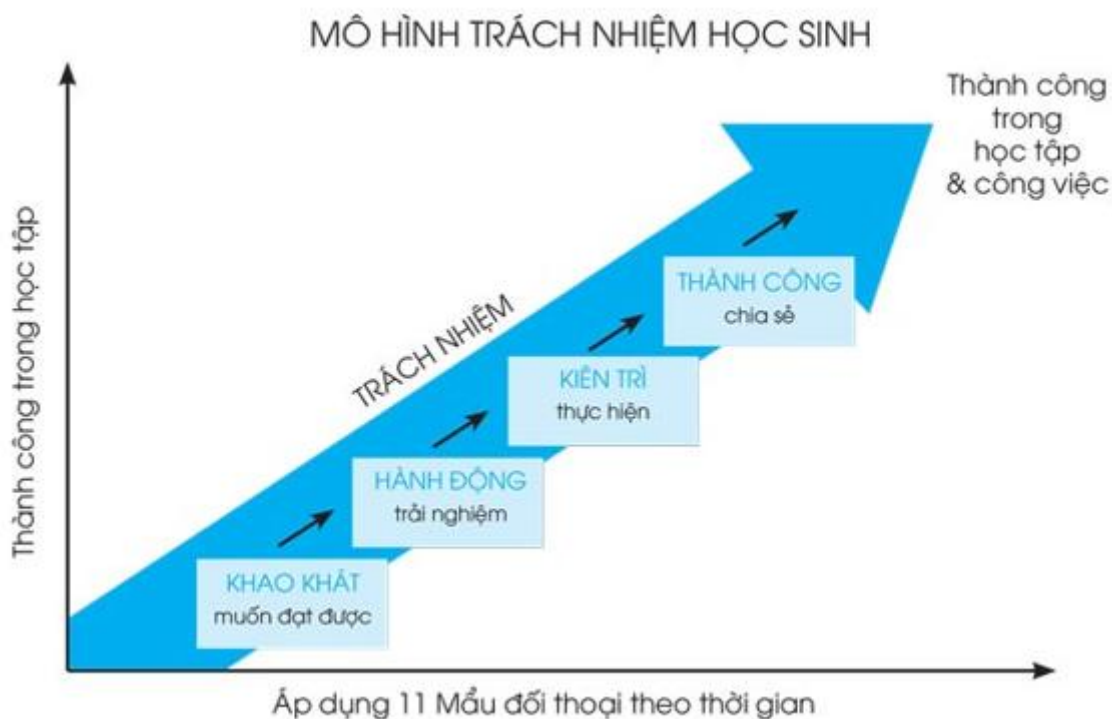 MÔ HÌNH TRÁCH NHIỆM HỌC SINH
Thành công
trong
học tập
& công việc
Thành công trong học tập
TRÁCH NHIỆM
THÀNH CÔNG
chia sẻ
KIÊN TRÌ
thực hiện
HÀNH ĐỘNG
trải nghiệm
KHAO KHÁT
muốn đạt được
Áp dụng 11 Mẩu đối thoại theo thời gian